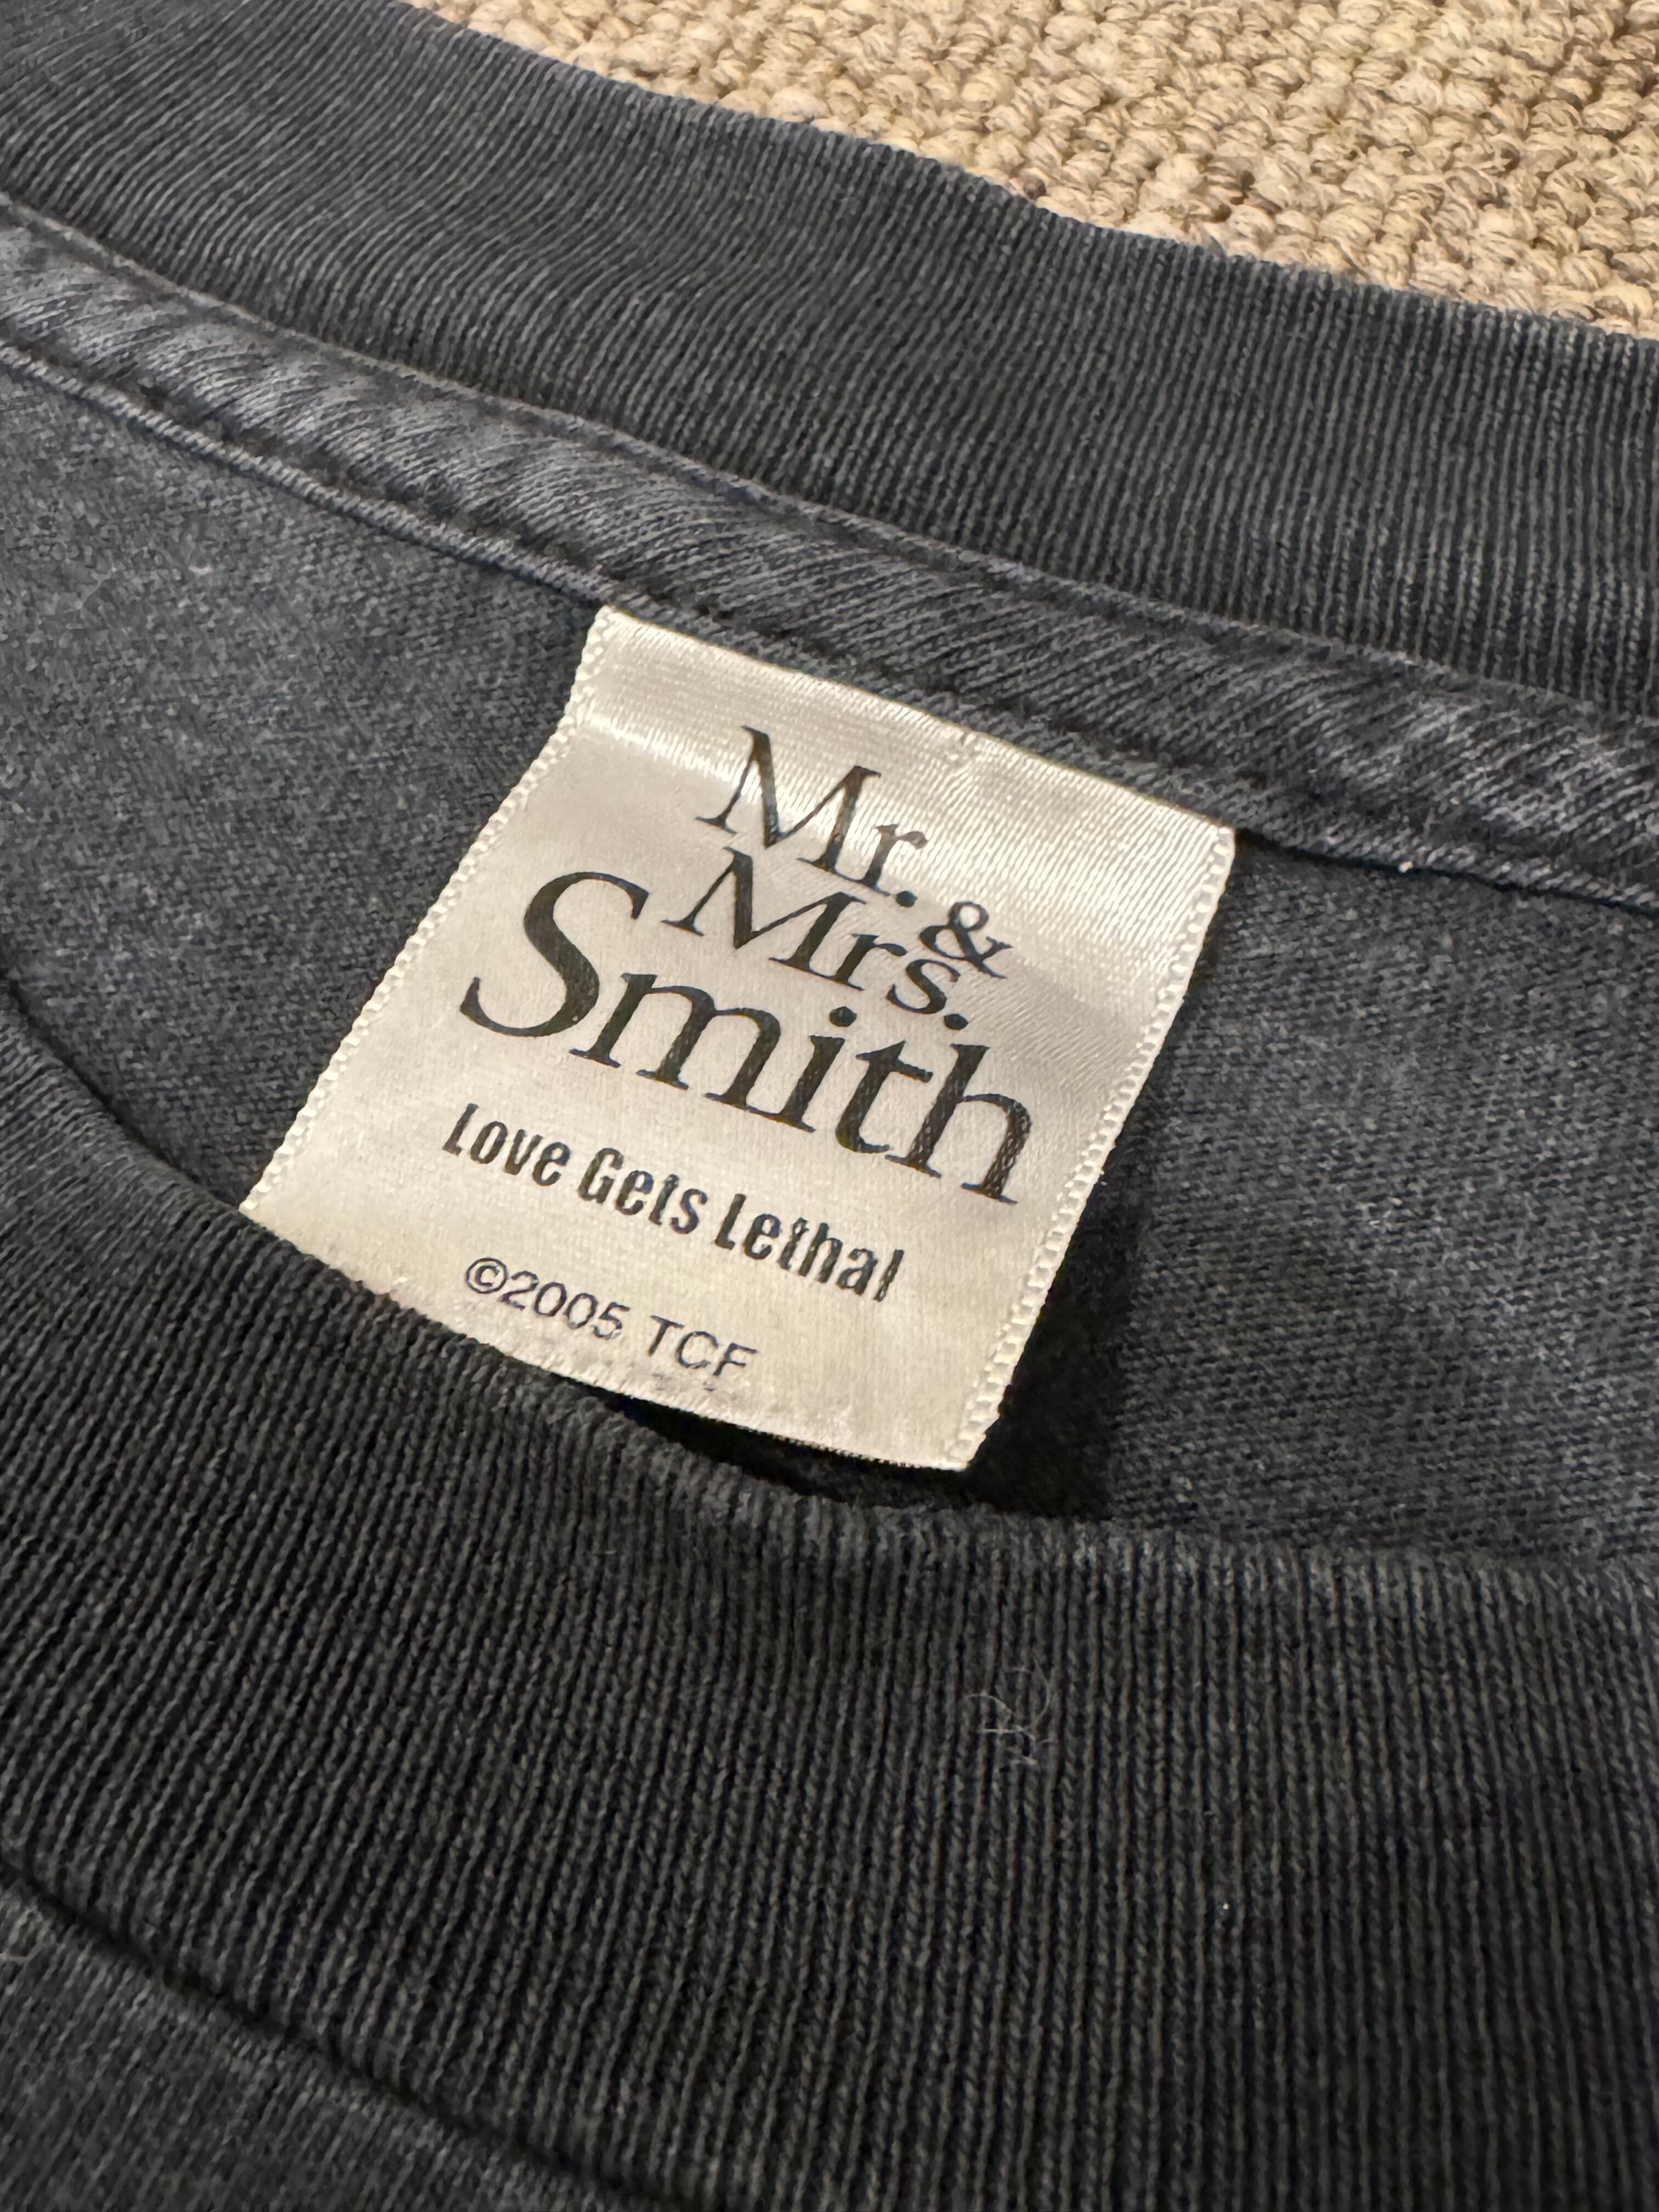 Mr. &
Mrs.
Smith
Love Gets Lethal
©2005 TCF